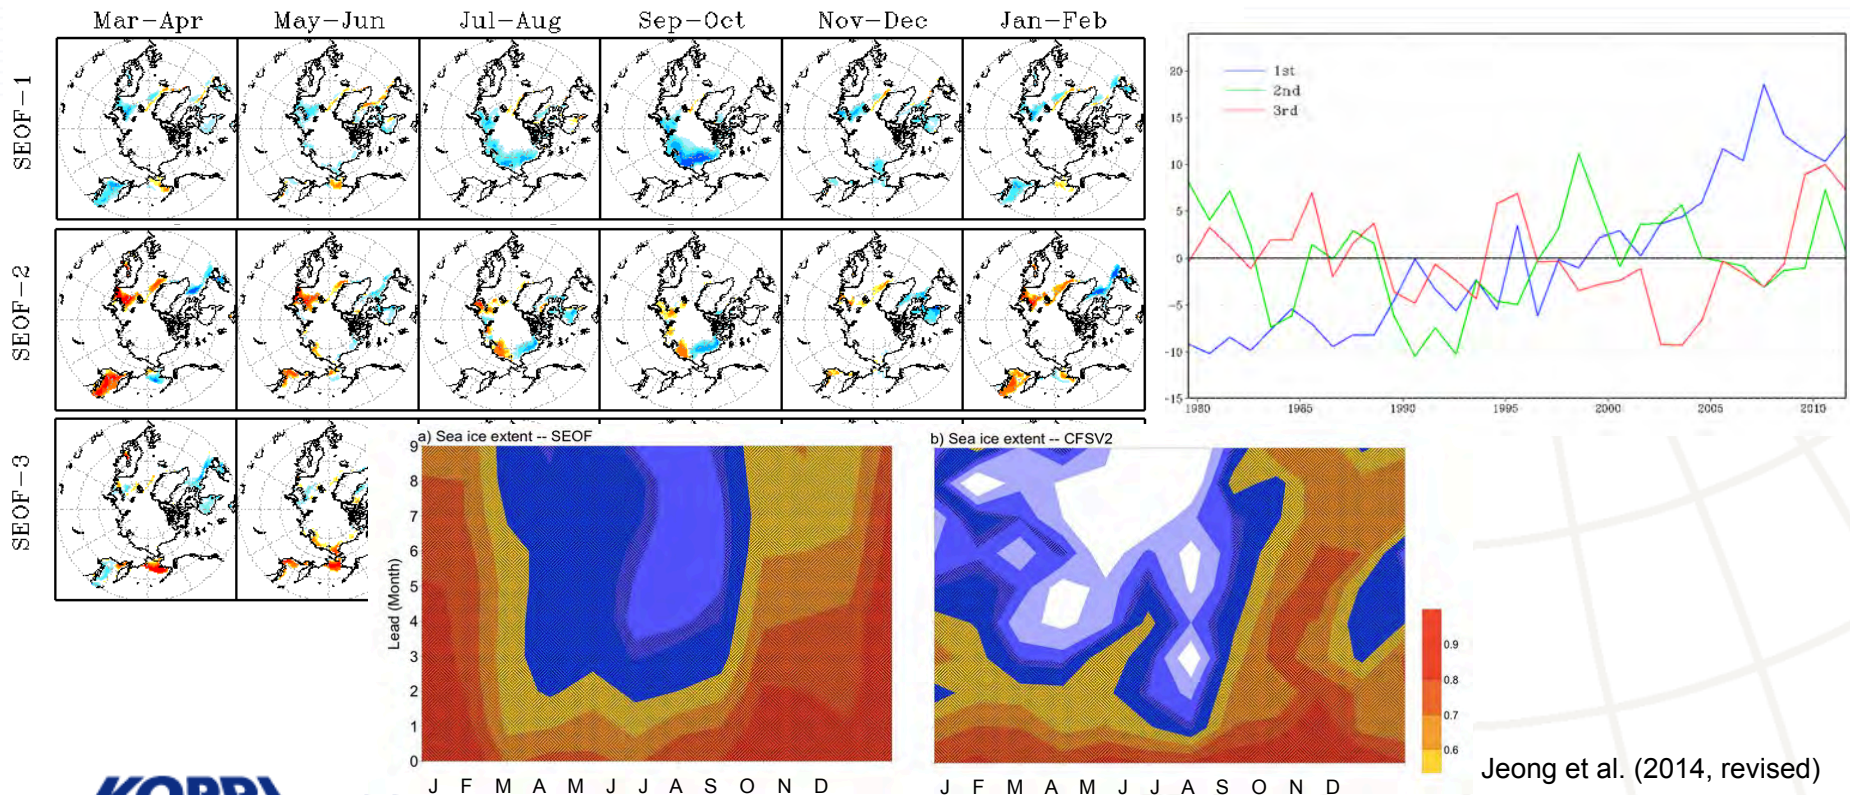 Mar-Apr May-Jun Jul-Aug Sep-Oct Nov-Dec Jan-Feb
SEOF-1
SEOF-2
SEOF-3
1st
2nd
3rd
20
15
10
5
0
-5
-10
-15
1980 1985 1990 1995 2000 2005 2010
a) Sea ice extent -- SEOF
Lead (Month)
9
8
7
6
5
4
3
2
1
0
J F M A M J J A S O N D
b) Sea ice extent -- CFSV2
J F M A M J J A S O N D
0.9
0.8
0.7
0.6
Jeong et al. (2014, revised)
KOPRI